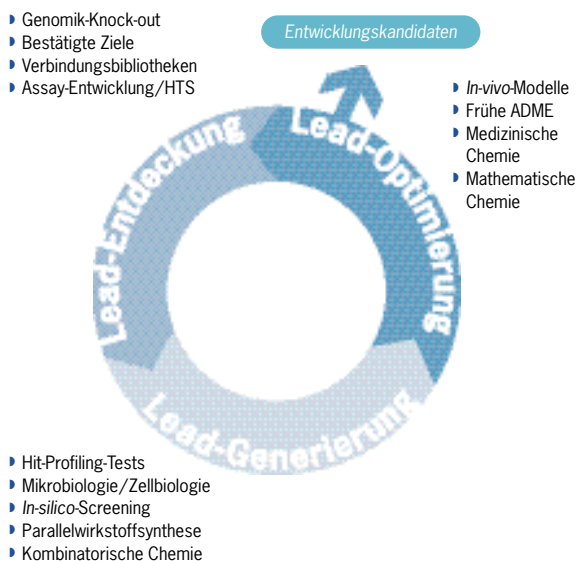 Genomik-Knock-out
Bestätigte Ziele
Verbindungsbibliotheken
Assay-Entwicklung/HTS
Entwicklungskandidaten
In-vivo-Modelle
Frühe ADME
Medizinische
Chemie
Mathematische
Chemie
Lead-Entdeckung
Lead-Optimierung
Lead-Generierung
Hit-Profiling-Tests
Mikrobiologie/Zellbiologie
In-silico-Screening
Parallelwirkstoffsynthese
Kombinatorische Chemie